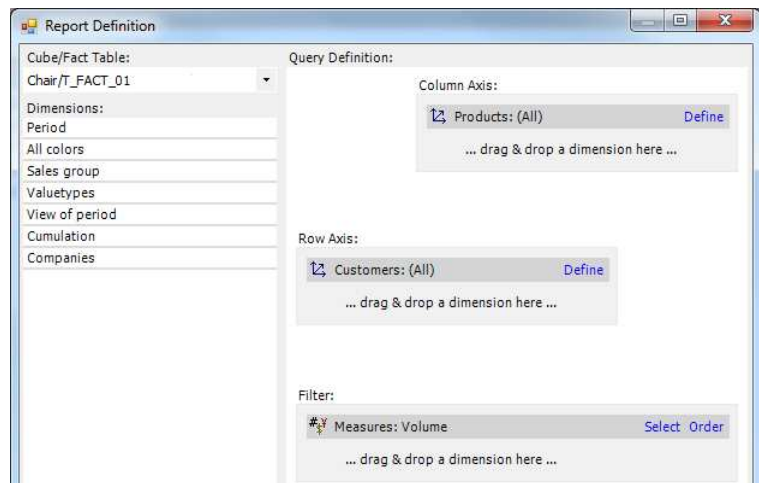 Report Definition
Cube/Fact Table:
Chair/T_FACT_01
Dimensions:
Period
All colors
Sales group
Valuetypes
View of period
Cumulation
Companies
Query Definition:
Column Axis:
Products: (All) Define
... drag & drop a dimension here ...
Row Axis:
Customers: (All) Define
... drag & drop a dimension here ...
Filter:
Measures: Volume Select Order
... drag & drop a dimension here ...